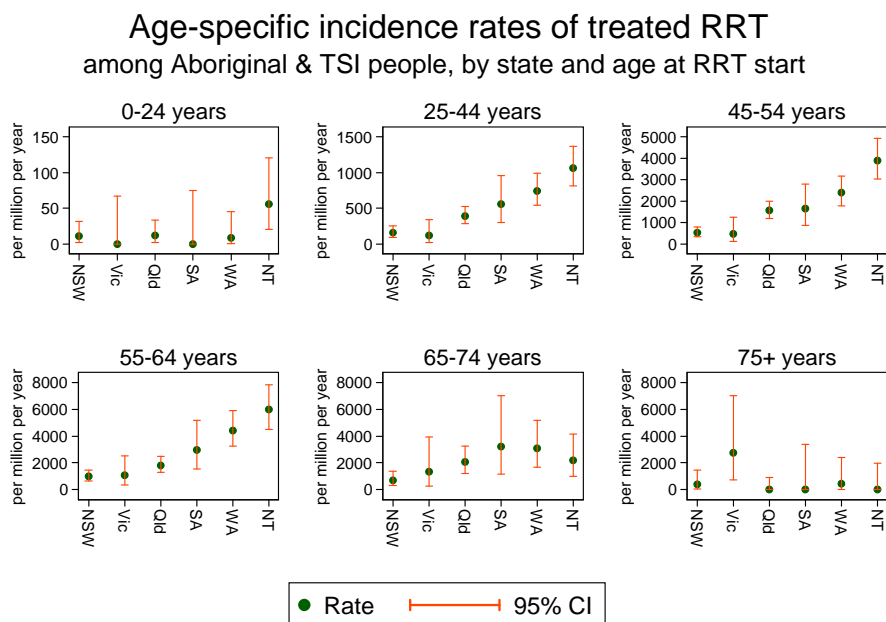 Age-specific incidence rates of treated RRT
among Aboriginal & TSI people, by state and age at RRT start
0-24 years
per million per year
150
100
50
0
NSW
Vic
Qld
SA
WA
NT
25-44 years
per million per year
1500
1000
500
0
NSW
Vic
Qld
SA
WA
NT
45-54 years
per million per year
5000
4000
3000
2000
1000
0
NSW
Vic
Qld
SA
WA
NT
55-64 years
per million per year
8000
6000
4000
2000
0
NSW
Vic
Qld
SA
WA
NT
65-74 years
per million per year
8000
6000
4000
2000
0
NSW
Vic
Qld
SA
WA
NT
75+ years
per million per year
8000
6000
4000
2000
0
NSW
Vic
Qld
SA
WA
NT
Rate 95% CI